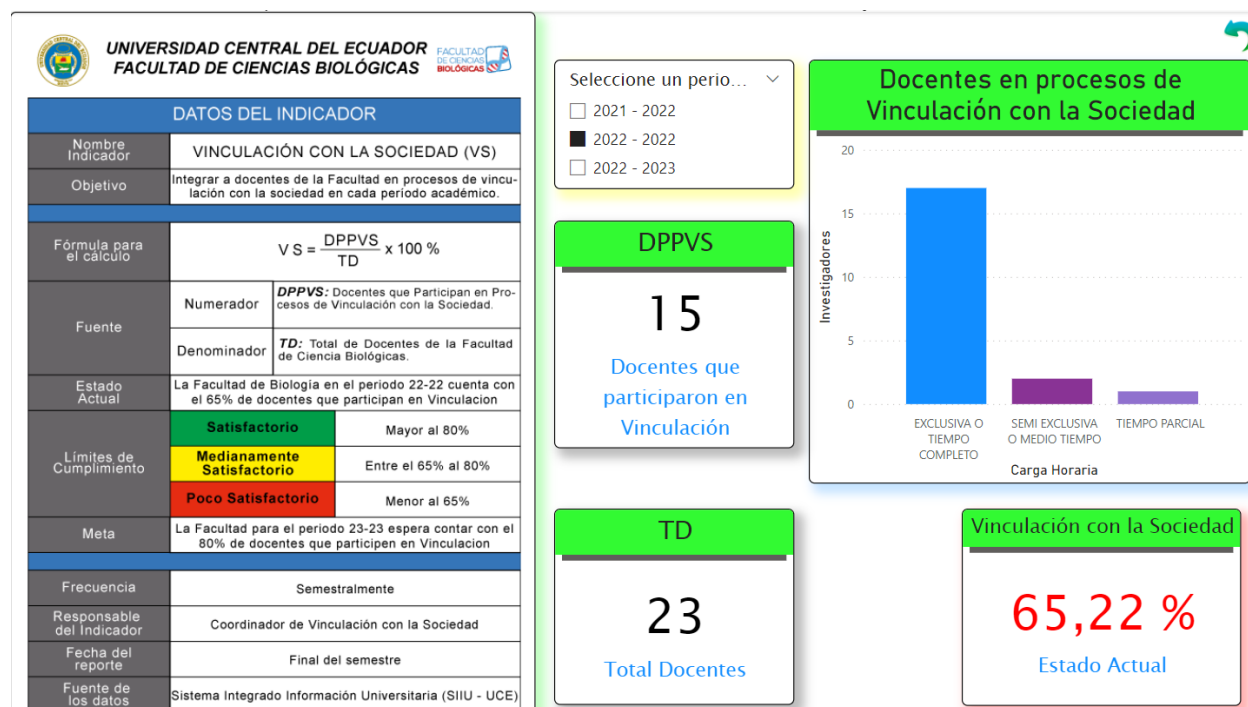 UNIVERSIDAD CENTRAL DEL ECUADOR
FACULTAD DE CIENCIAS BIOLÓGICAS
FACULTAD
DE CIENCIAS
BIOLÓGICAS
DATOS DEL INDICADOR
Nombre
Indicador
VINCULACIÓN CON LA SOCIEDAD (VS)
Objetivo
Integrar a docentes de la Facultad en procesos de vincu-
lación con la sociedad en cada período académico.
Fórmula para
el cálculo
V S = DPPVS x 100 %
TD
Fuente
Numerador
DPPVS: Docentes que Participan en Pro-
cesos de Vinculación con la Sociedad.
Denominador
TD: Total de Docentes de la Facultad
de Ciencia Biológicas.
Estado
Actual
La Facultad de Biología en el periodo 22-22 cuenta con
el 65% de docentes que participan en Vinculacion
Límites de
Cumplimiento
Satisfactorio
Mayor al 80%
Medianamente
Satisfactorio
Entre el 65% al 80%
Poco Satisfactorio
Menor al 65%
Meta
La Facultad para el periodo 23-23 espera contar con el
80% de docentes que participen en Vinculacion
Frecuencia
Semestralmente
Responsable
del Indicador
Coordinador de Vinculación con la Sociedad
Fecha del
reporte
Final del semestre
Fuente de
los datos
Sistema Integrado Información Universitaria (SIIU - UCE)
Seleccione un perio...
2021 - 2022
2022 - 2022
2022 - 2023
DPPVS
15
Docentes que
participaron en
Vinculación
TD
23
Total Docentes
Docentes en procesos de
Vinculación con la Sociedad
20
15
10
5
0
Investigadores
EXCLUSIVA O
TIEMPO
COMPLETO
SEMI EXCLUSIVA
O MEDIO TIEMPO
TIEMPO PARCIAL
Carga Horaria
Vinculación con la Sociedad
65,22 %
Estado Actual